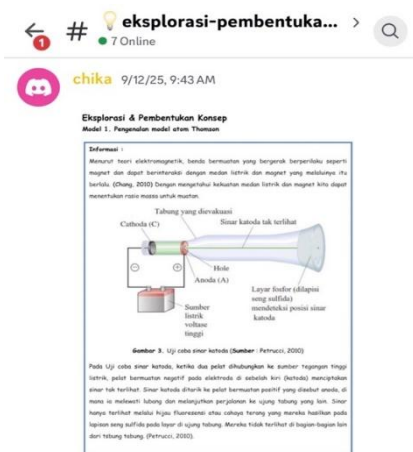 1
# eksplorasi-pembentuka... >
7 Online
chika 9/12/25, 9:43 AM
Eksplorasi & Pembentukan Konsep
Model 1. Pengenalan model atom Thomson
Informasi :
Menurut teori elektromagnetik, benda bermuatan yang bergerak berperilaku seperti
magnet dan dapat berinteraksi dengan medan listrik dan magnet yang melaluinya itu
berlalu. (Chang, 2010) Dengan mengetahui kekuatan medan listrik dan magnet kita dapat
menentukan rasio massa untuk muatan.
Tabung yang dievakuasi
Cathoda (C)
Sinar katoda tak terlihat
Hole
Anoda (A)
Sumber
listrik
voltase
tinggi
Layar fosfor (dilapisi
seng sulfida)
mendeteksi posisi sinar
katoda
Gambar 3. Uji coba sinar katoda (Sumber : Petrucci, 2010)
Pada Uji coba sinar katoda, ketika dua pelat dihubungkan ke sumber tegangan tinggi
listrik, pelat bermuatan negatif pada elektroda di sebelah kiri (katoda) menciptakan
sinar tak terlihat. Sinar katoda ditarik ke pelat bermuatan positif yang disebut anoda, di
mana ia melewati lubang dan melanjutkan perjalanan ke ujung tabung yang lain. Sinar
hanya terlihat melalui hijau fluoresensi atau cahaya terang yang mereka hasilkan pada
lapisan seng sulfida pada layar di ujung tabung. Mereka tidak terlihat di bagian-bagian lain
dari tabung tabung. (Petrucci, 2010).